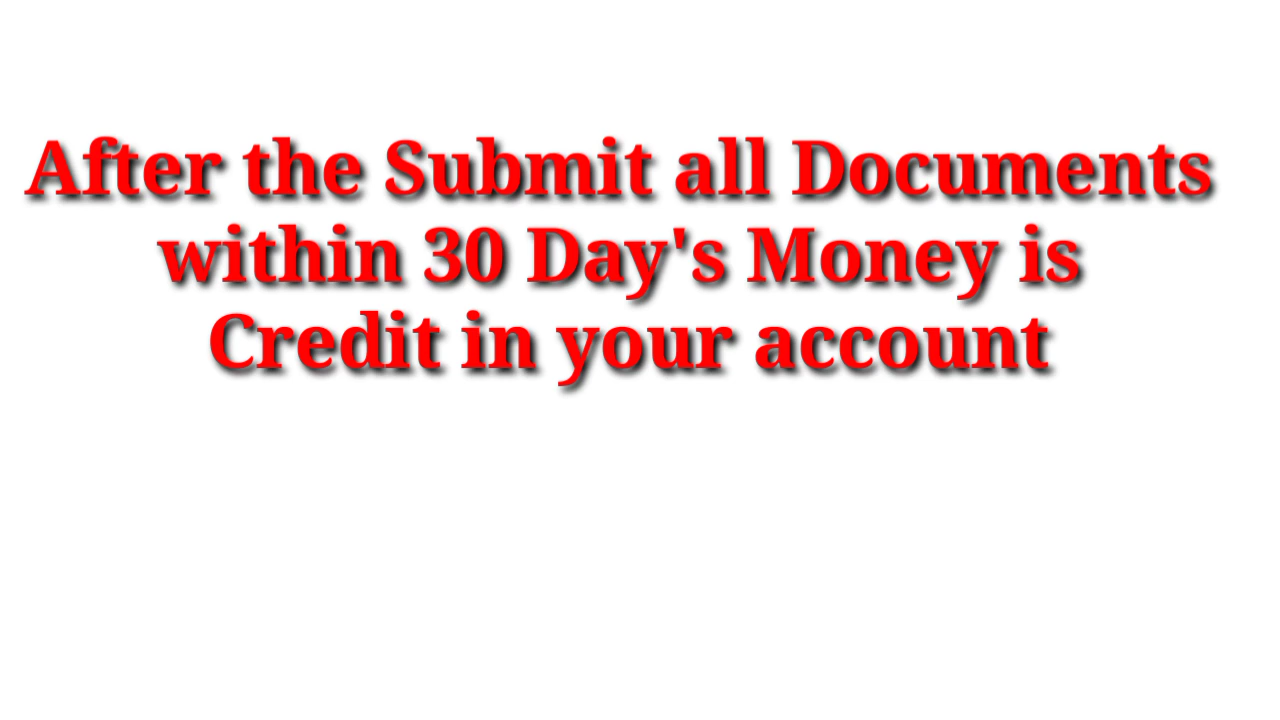 After the Submit all Documents
within 30 Day's Money is
Credit in your account